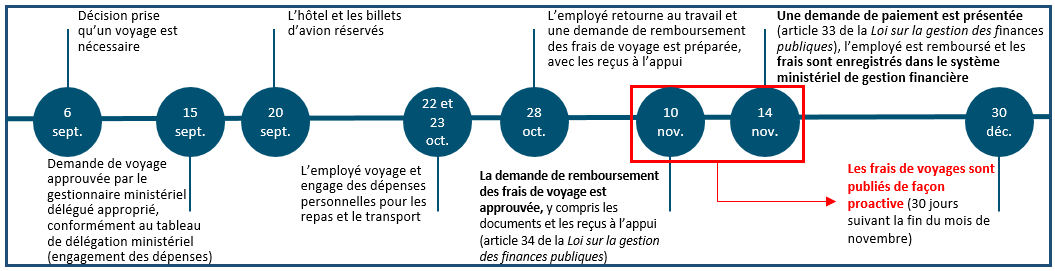 Décision prise
qu’un voyage est
nécessaire
L’hôtel et les billets
d’avion réservés
L’employé retourne au travail et
une demande de remboursement
des frais de voyage est préparée,
avec les reçus à l’appui
Une demande de paiement est présentée
(article 33 de la Loi sur la gestion des finances
publiques), l’employé est remboursé et les
frais sont enregistrés dans le système
ministériel de gestion financière
6
sept.
15
sept.
20
sept.
22 et
23
oct.
28
oct.
10
nov.
14
nov.
30
déc.
Demande de voyage
approuvée par le
gestionnaire ministériel
délégué approprié,
conformément au tableau
de délégation ministériel
(engagement des dépenses)
L’employé voyage et
engage des dépenses
personnelles pour les
repas et le transport
La demande de remboursement
des frais de voyage est
approuvée, y compris les
documents et les reçus à l’appui
(article 34 de la Loi sur la gestion
des finances publiques)
Les frais de voyages sont
publiés de façon
proactive (30 jours
suivant la fin du mois de
novembre)